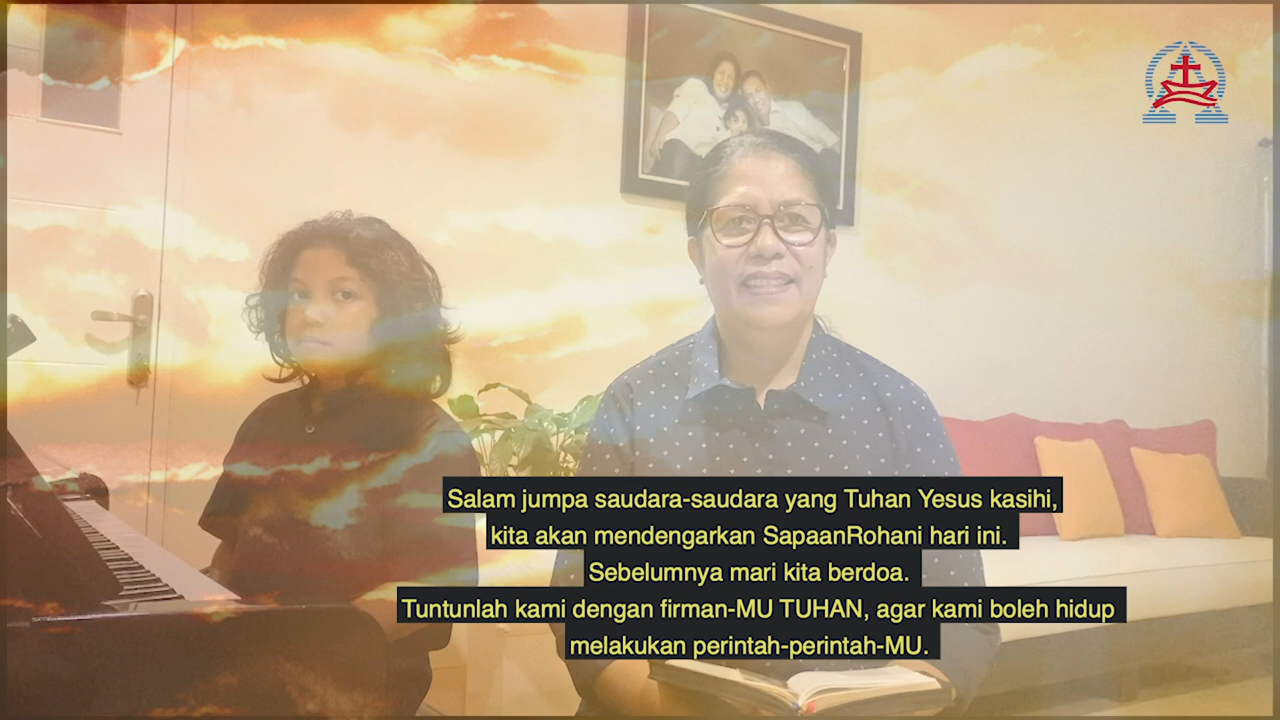 Salam jumpa saudara-saudara yang Tuhan Yesus kasihi,
kita akan mendengarkan SapaanRohani hari ini.
Sebelumnya mari kita berdoa.
Tuntunlah kami dengan firman-MU TUHAN, agar kami boleh hidup
melakukan perintah-perintah-MU.